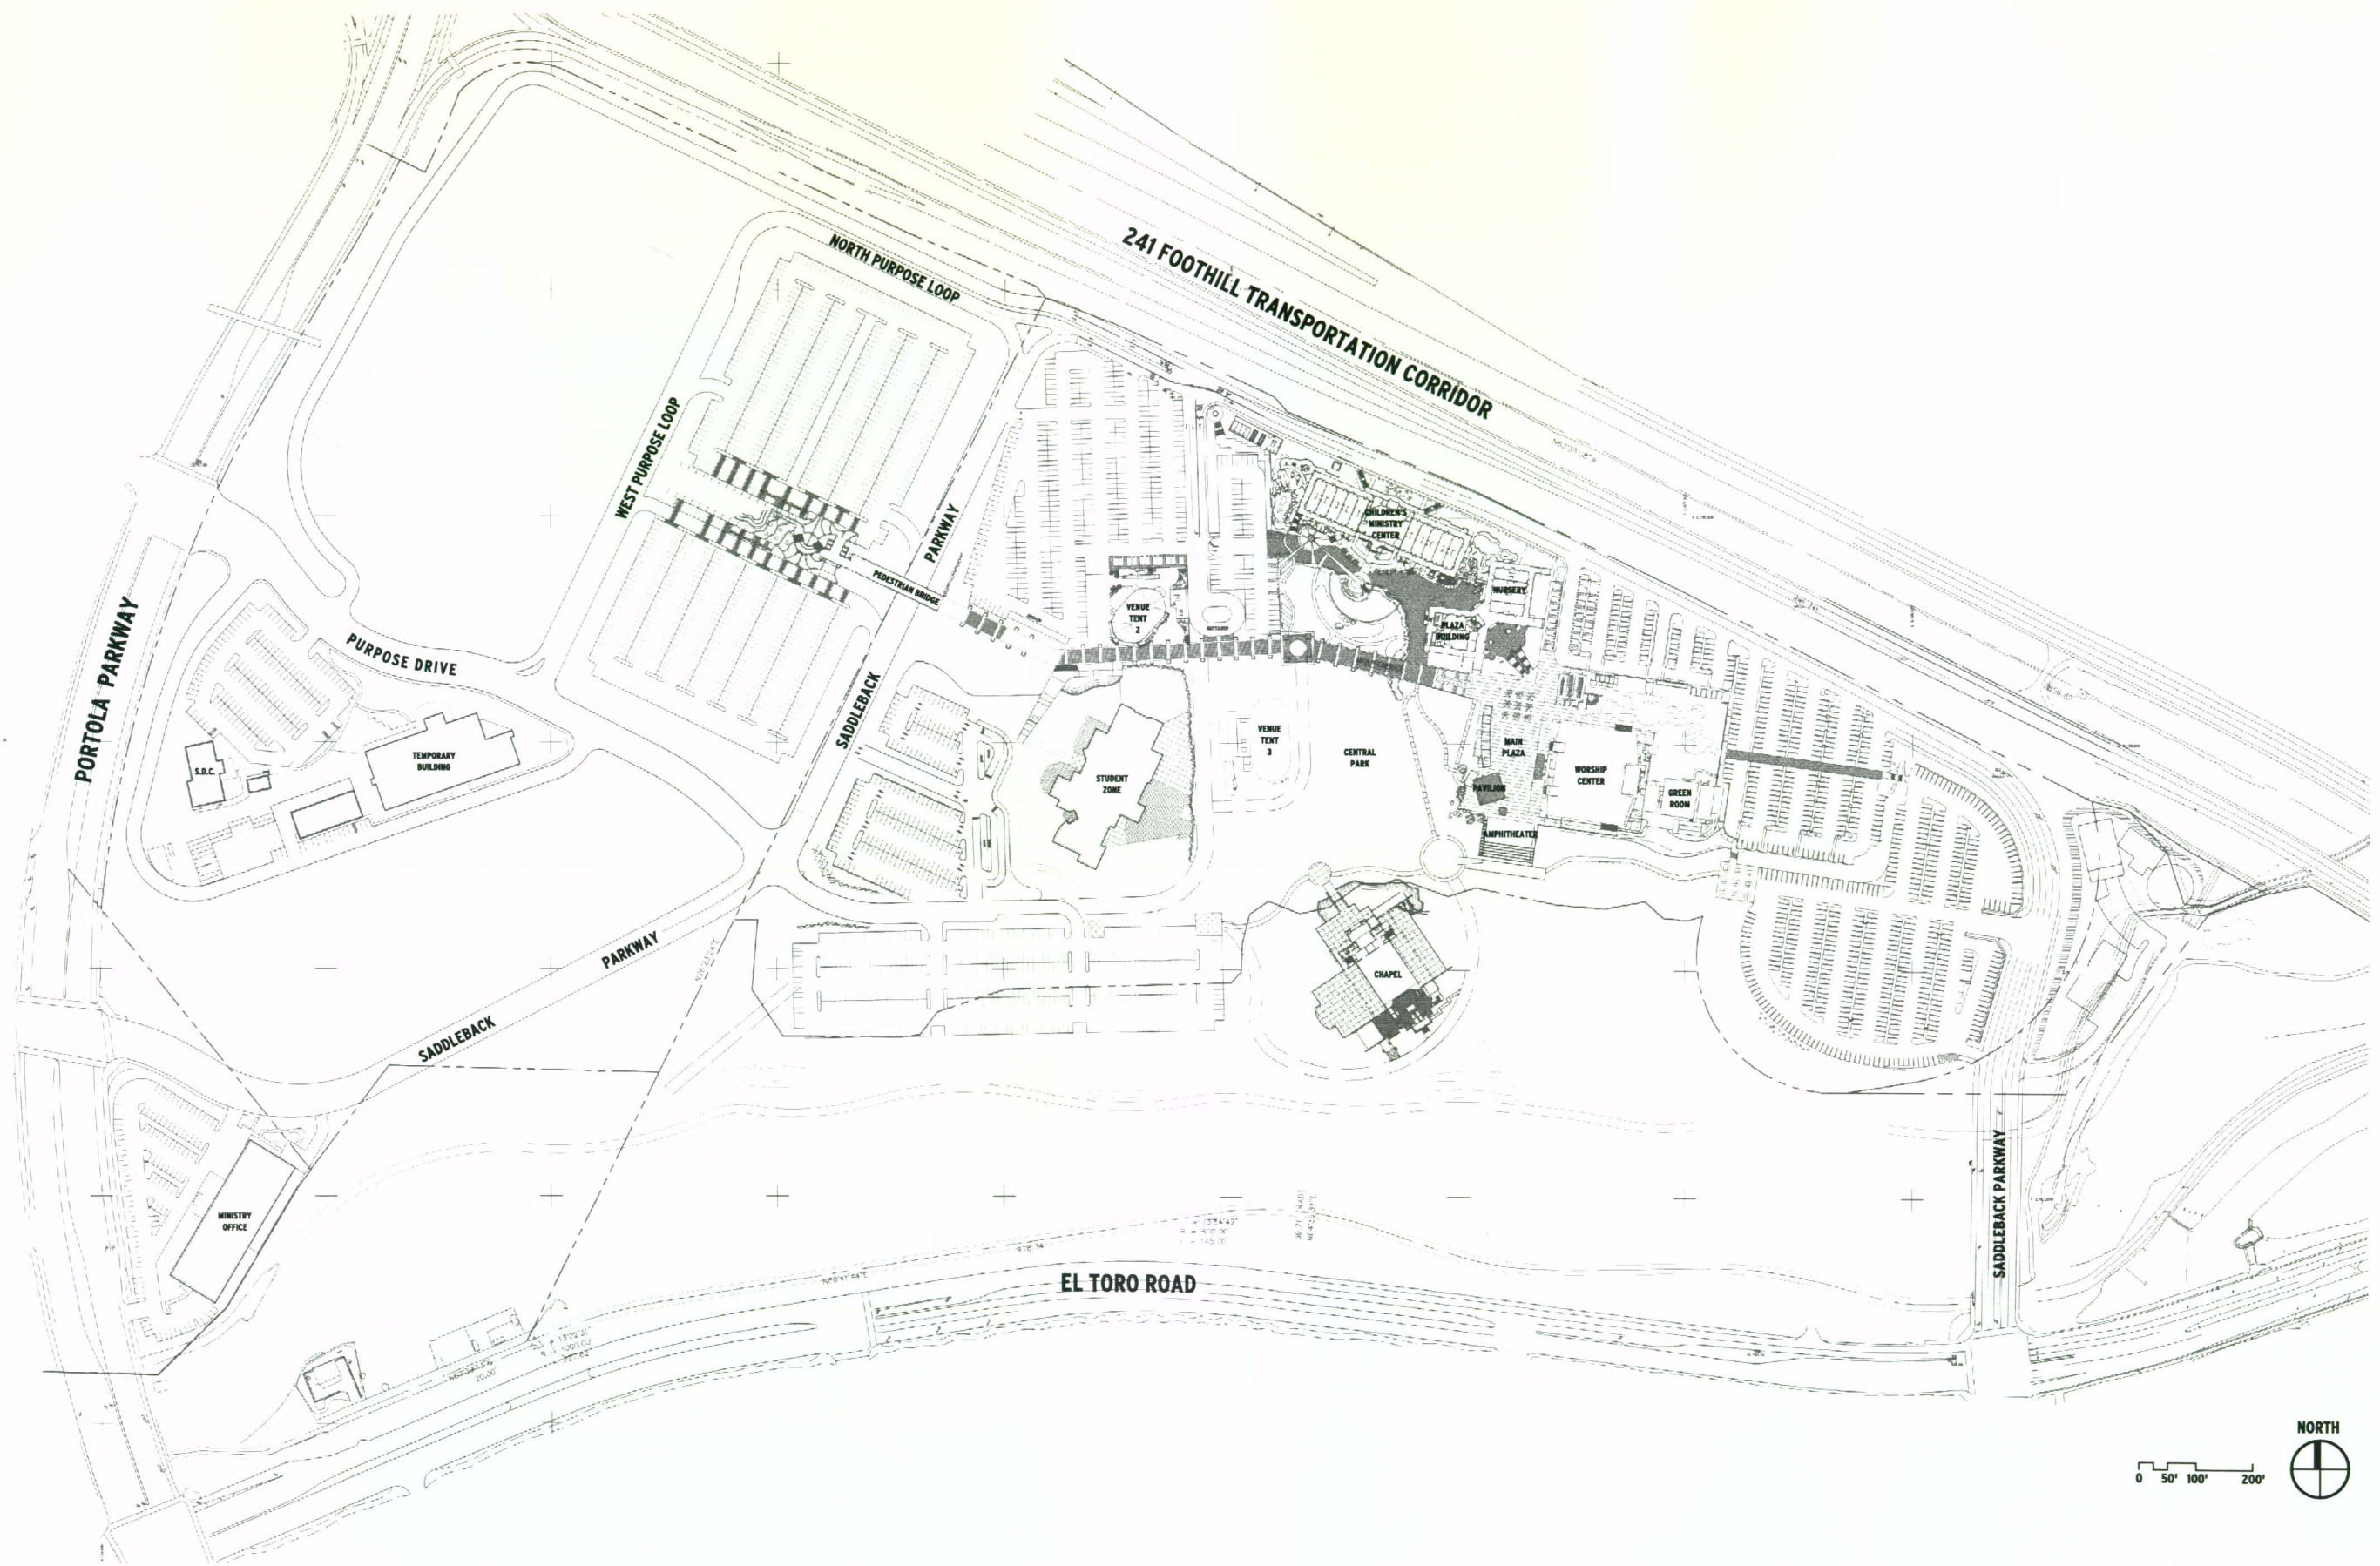 241 FOOTHILL TRANSPORTATION CORRIDOR
NORTH PURPOSE LOOP
WEST PURPOSE LOOP
PARKWAY
SADDLEBACK
PEDESTRIAN BRIDGE
CHILDREN'S
MINISTRY
CENTER
NURSERY
VENUE
TENT
2
PLAZA
BUILDING
PORTOLA PARKWAY
PURPOSE DRIVE
S.D.C.
TEMPORARY
BUILDING
STUDENT
ZONE
VENUE
TENT
3
CENTRAL
PARK
MAIN
PLAZA
PAVILION
WORSHIP
CENTER
GREEN
ROOM
AMPHITHEATER
CHAPEL
SADDLEBACK PARKWAY
MINISTRY
OFFICE
EL TORO ROAD
SADDLEBACK PARKWAY
NORTH
0 50' 100' 200'